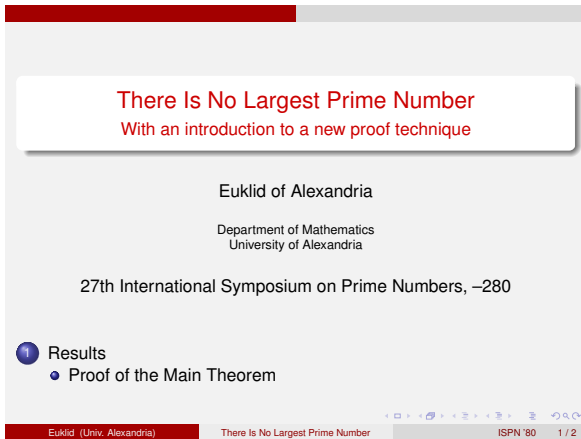 There Is No Largest Prime Number
With an introduction to a new proof technique
Euklid of Alexandria
Department of Mathematics
University of Alexandria
27th International Symposium on Prime Numbers, –280
1 Results
Proof of the Main Theorem
Euklid (Univ. Alexandria) There Is No Largest Prime Number ISPN ’80 1 / 2